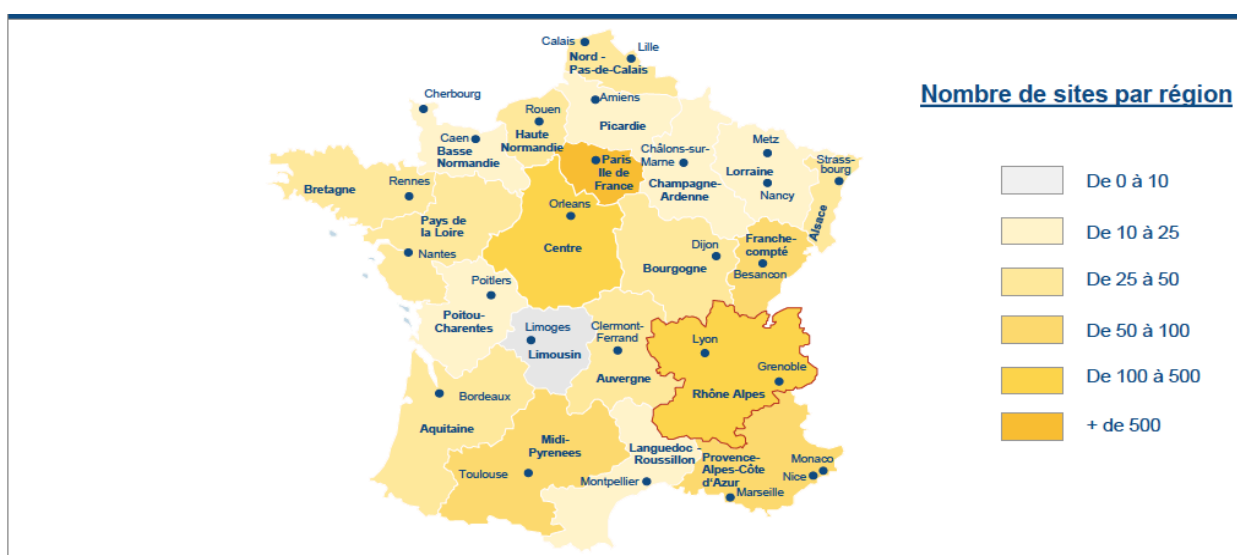 Calais
Lille
Nord -
Pas-de-Calais
Cherbourg
Amiens
Rouen
Picardie
Haute
Normandie
Caen
Basse
Normandie
Metz
Châlons-sur-
Marne
Strass-
bourg
Paris
Ile de
France
Lorraine
Champagne-
Ardenne
Nancy
Alsace
Rennes
Bretagne
Orleans
Pays de
la Loire
Franche-
compté
Centre
Dijon
Nantes
Bourgogne
Besancon
Poitlers
Poitou-
Charentes
Limoges
Limousin
Clermont-
Ferrand
Auvergne
Lyon
Grenoble
Rhône Alpes
Bordeaux
Aquitaine
Midi-
Pyrenees
Languedoc -
Roussillon
Provence-
Alpes-Côte
d'Azur
Monaco
Nice
Toulouse
Montpellier
Marseille
Nombre de sites par région
De 0 à 10
De 10 à 25
De 25 à 50
De 50 à 100
De 100 à 500
+ de 500